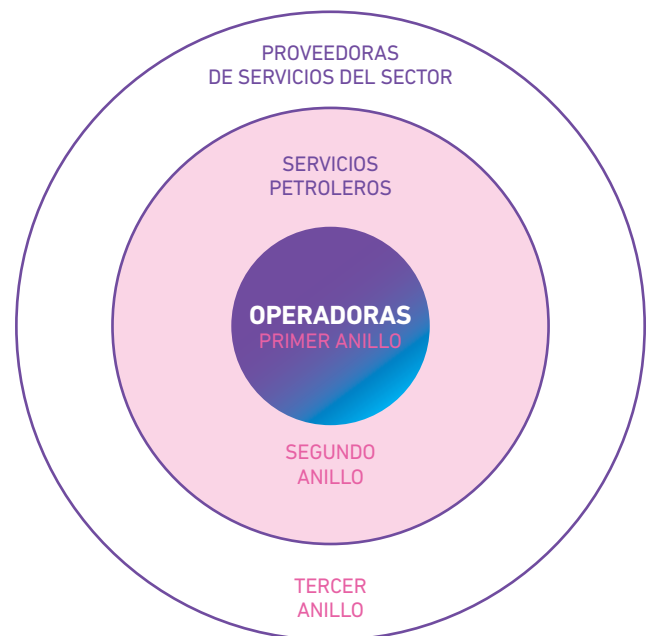 PROVEEDORAS
DE SERVICIOS DEL SECTOR
SERVICIOS
PETROLEROS
OPERADORAS
PRIMER ANILLO
SEGUNDO
ANILLO
TERCER
ANILLO